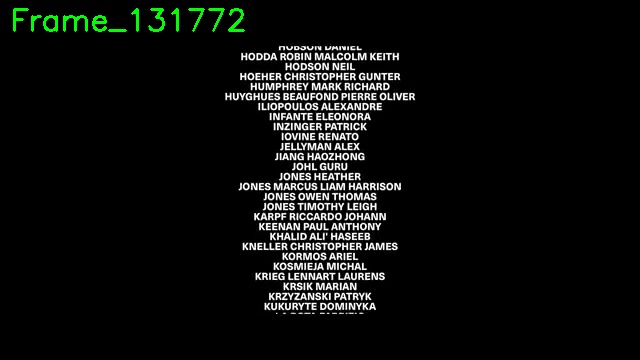 Frame_131772
HOBSON DANIEL
HODDA ROBIN MALCOLM KEITH
HODSON NEIL
HOEHER CHRISTOPHER GUNTER
HUMPHREY MARK RICHARD
HUYGHUES BEAUFOND PIERRE OLIVER
ILIOPOULOS ALEXANDRE
INFANTE ELEONORA
INZINGER PATRICK
IOVINE RENATO
JELLYMAN ALEX
JIANG HAOZHONG
JOHL GURU
JONES HEATHER
JONES MARCUS LIAM HARRISON
JONES OWEN THOMAS
JONES TIMOTHY LEIGH
KARPF RICCARDO JOHANN
KEENAN PAUL ANTHONY
KHALID ALI' HASEEB
KNELLER CHRISTOPHER JAMES
KORMOS ARIEL
KOSMIEJA MICHAL
KRIEG LENNART LAURENS
KRSIK MARIAN
KRZYZANSKI PATRYK
KUKURYTE DOMINYKA